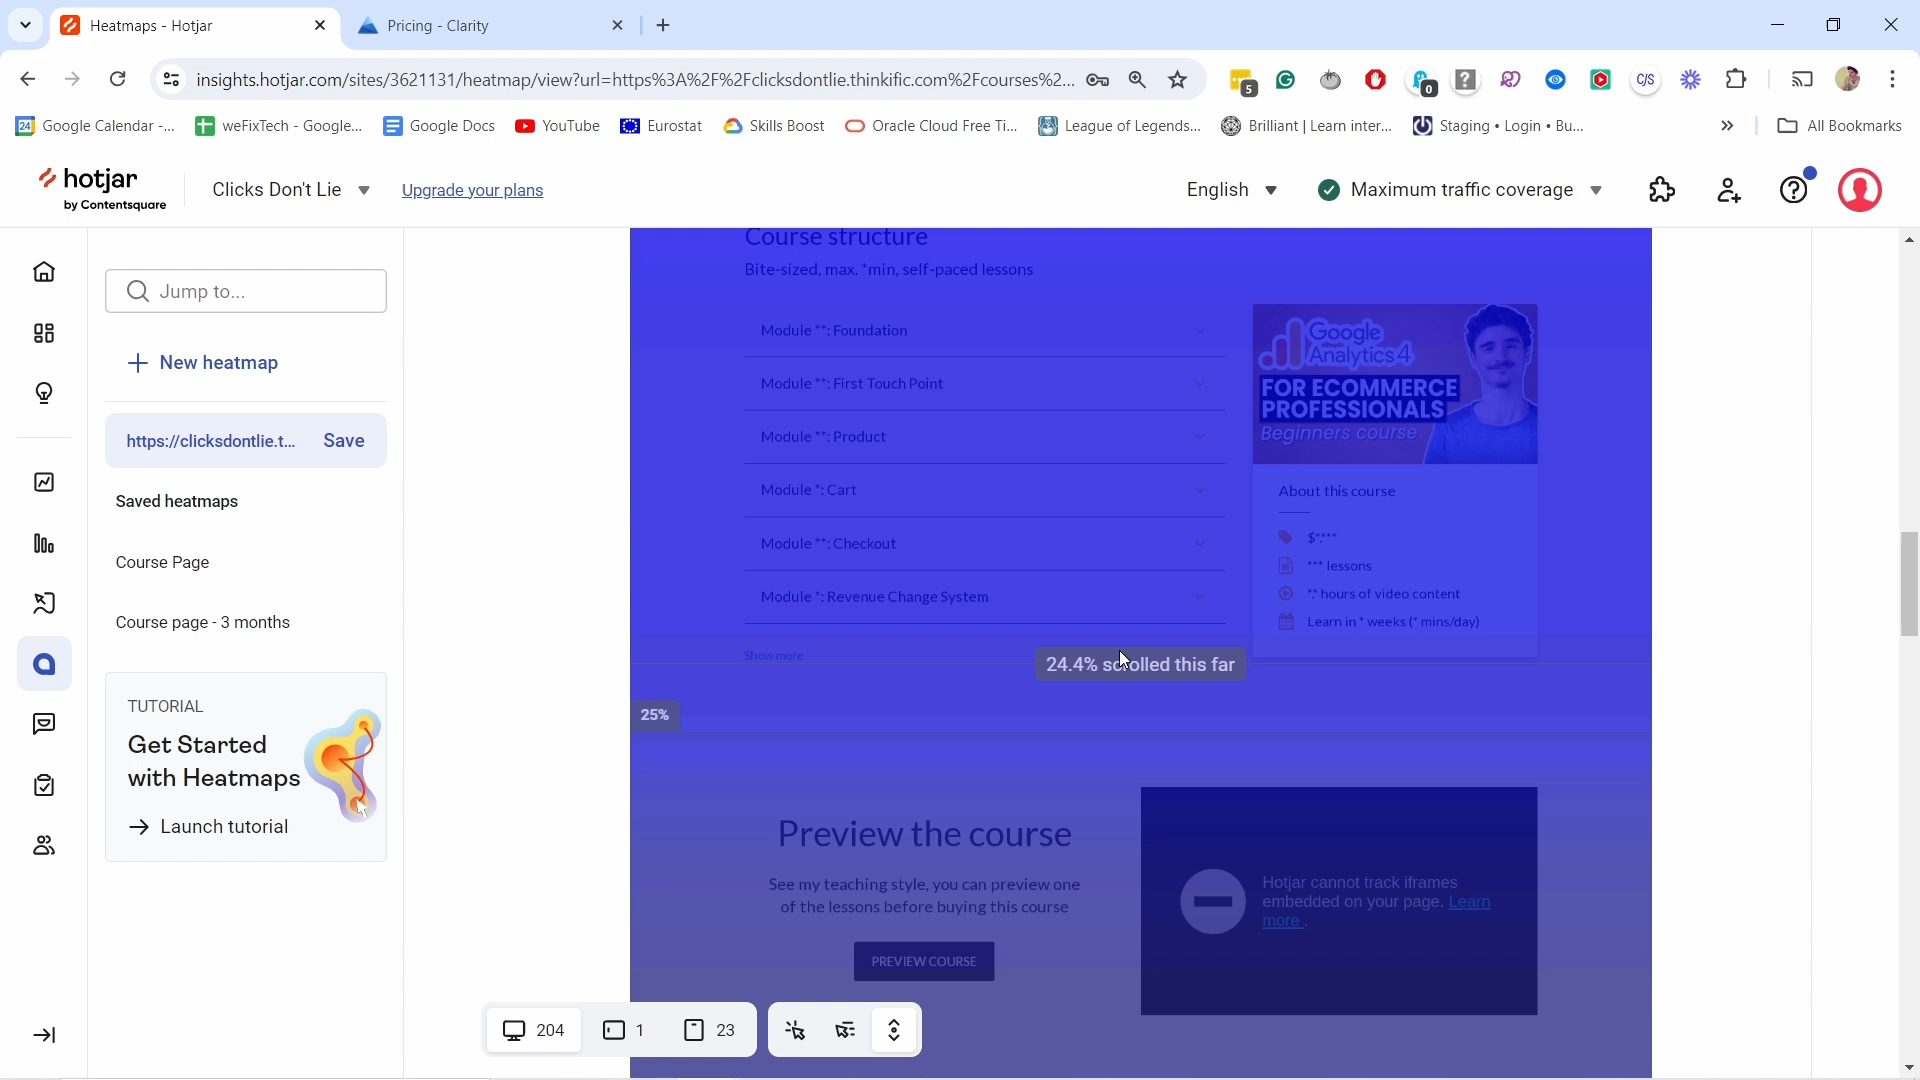 Heatmaps - Hotjar
Pricing - Clarity
insights.hotjar.com/sites/3621131/heatmap/view?url=https%3A%2F%2Fclicksdontlie.thinkific.com%2Fcourses%2...
5
0
C/S
24
Google Calendar -...
weFixTech - Google...
Google Docs
YouTube
Eurostat
Skills Boost
Oracle Cloud Free Ti...
League of Legends...
Brilliant | Learn inter...
Staging • Login • Bu...
All Bookmarks
hotjar
by Contentsquare
Clicks Don't Lie
Upgrade your plans
English
Maximum traffic coverage
Jump to...
New heatmap
https://clicksdontlie.t...
Save
Saved heatmaps
Course Page
Course page - 3 months
TUTORIAL
Get Started
with Heatmaps
Launch tutorial
Course structure
Bite-sized, max. *min, self-paced lessons
Module **: Foundation
Module **: First Touch Point
Module **: Product
Module *: Cart
Module **: Checkout
Module *: Revenue Change System
Show more
Google
Analytics4
FOR ECOMMERCE
PROFESSIONALS
Beginners course
About this course
$*.***
*** lessons
*.* hours of video content
Learn in * weeks (* mins/day)
24.4% scrolled this far
25%
Preview the course
See my teaching style, you can preview one
of the lessons before buying this course
PREVIEW COURSE
Hotjar cannot track iframes
embedded on your page. Learn
more .
204
1
23